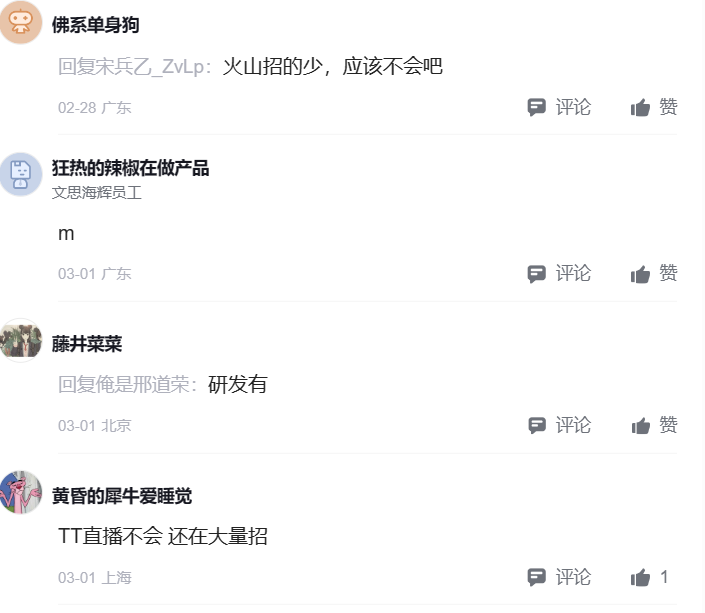 佛系单身狗
回复宋兵乙_ZvLp：火山招的少，应该不会吧
02-28 广东 评论 赞
狂热的辣椒在做产品
文思海辉员工
m
03-01 广东 评论 赞
藤井菜菜
回复俺是邢道荣：研发有
03-01 北京 评论 赞
黄昏的犀牛爱睡觉
TT直播不会 还在大量招
03-01 上海 评论 1